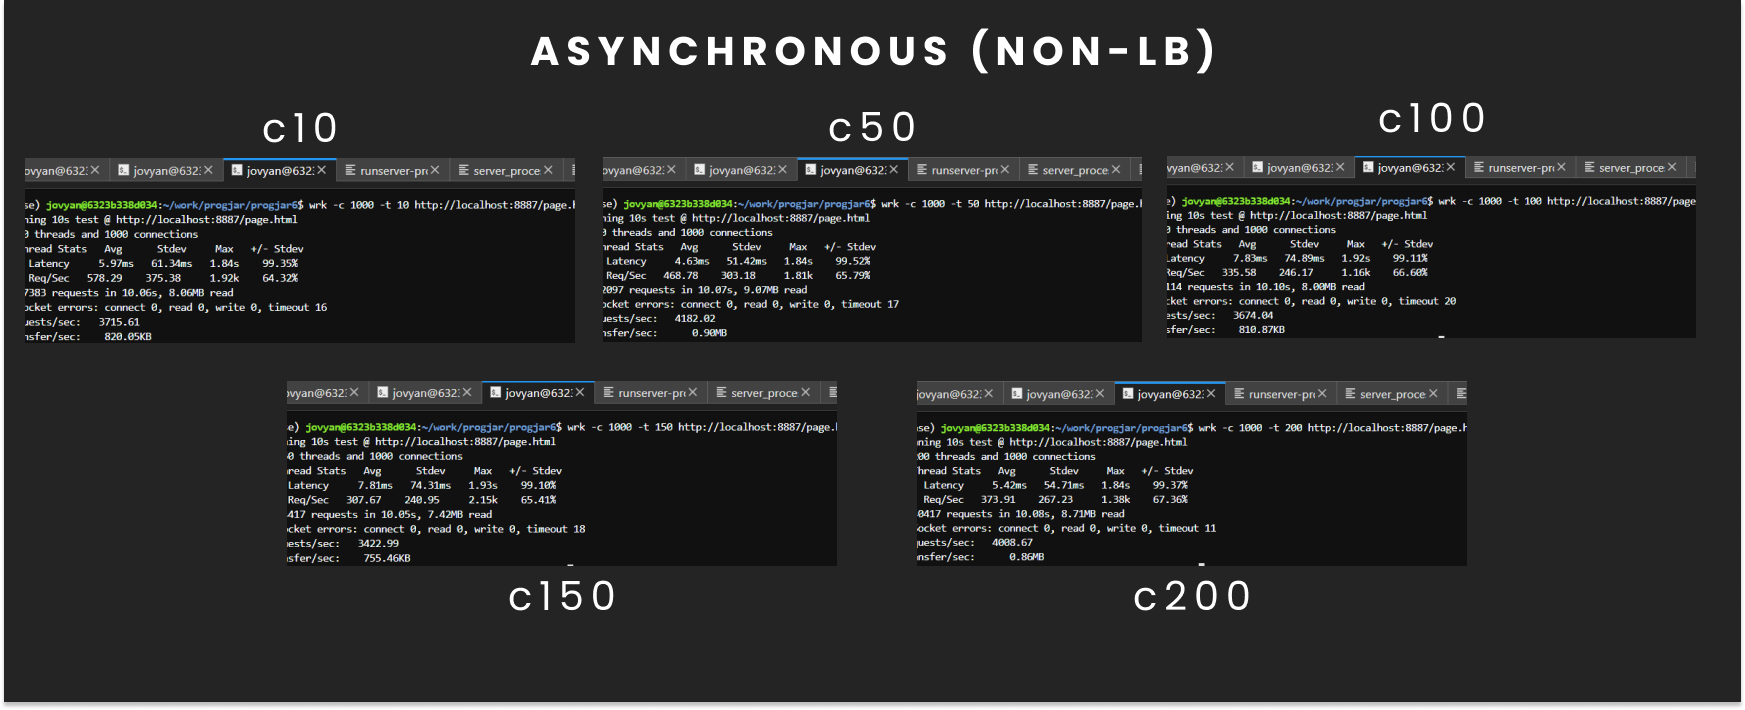 ASYNCHRONOUS (NON-LB)
c10
ovyan@632: jovyan@632: jovyan@632: runserver-pr server_proce
se) jovyan@6323b338d034:~/work/progjar/progjar6$ wrk -c 1000 -t 10 http://localhost:8887/page.h
ning 10s test @ http://localhost:8887/page.html
0 threads and 1000 connections
hread Stats Avg Stdev Max +/- Stdev
Latency 5.97ms 61.34ms 1.84s 99.35%
Req/Sec 578.29 375.38 1.92k 64.32%
7383 requests in 10.06s, 8.06MB read
ocket errors: connect 0, read 0, write 0, timeout 16
uests/sec: 3715.61
nsfer/sec: 820.05KB
c50
ovyan@632: jovyan@632: jovyan@632: runserver-pr server_proce
se) jovyan@6323b338d034:~/work/progjar/progjar6$ wrk -c 1000 -t 50 http://localhost:8887/page.h
ning 10s test @ http://localhost:8887/page.html
0 threads and 1000 connections
hread Stats Avg Stdev Max +/- Stdev
Latency 4.63ms 51.42ms 1.84s 99.52%
Req/Sec 468.78 303.18 1.81k 65.79%
2097 requests in 10.07s, 9.07MB read
ocket errors: connect 0, read 0, write 0, timeout 17
uests/sec: 4182.02
nsfer/sec: 0.90MB
c100
vyan@632: jovyan@632: jovyan@632: runserver-pr server_proce
e) jovyan@6323b338d034:~/work/progjar/progjar6$ wrk -c 1000 -t 100 http://localhost:8887/page
ing 10s test @ http://localhost:8887/page.html
0 threads and 1000 connections
read Stats Avg Stdev Max +/- Stdev
atency 7.83ms 74.89ms 1.92s 99.11%
Req/Sec 335.58 246.17 1.16k 66.60%
114 requests in 10.10s, 8.00MB read
cket errors: connect 0, read 0, write 0, timeout 20
ests/sec: 3674.04
sfer/sec: 810.87KB
ovyan@632: jovyan@632: jovyan@632: runserver-pr server_proce
se) jovyan@6323b338d034:~/work/progjar/progjar6$ wrk -c 1000 -t 150 http://localhost:8887/page.
ning 10s test @ http://localhost:8887/page.html
0 threads and 1000 connections
hread Stats Avg Stdev Max +/- Stdev
Latency 7.81ms 74.31ms 1.93s 99.10%
Req/Sec 307.67 240.95 2.15k 65.41%
417 requests in 10.05s, 7.42MB read
ocket errors: connect 0, read 0, write 0, timeout 18
ests/sec: 3422.99
nsfer/sec: 755.46KB
c150
jovyan@632: jovyan@632: jovyan@632: runserver-pr server_proce
se) jovyan@6323b338d034:~/work/progjar/progjar6$ wrk -c 1000 -t 200 http://localhost:8887/page.h
ning 10s test @ http://localhost:8887/page.html
00 threads and 1000 connections
hread Stats Avg Stdev Max +/- Stdev
Latency 5.42ms 54.71ms 1.84s 99.37%
Req/Sec 373.91 267.23 1.38k 67.36%
0417 requests in 10.08s, 8.71MB read
ocket errors: connect 0, read 0, write 0, timeout 11
quests/sec: 4008.67
ansfer/sec: 0.86MB
c200